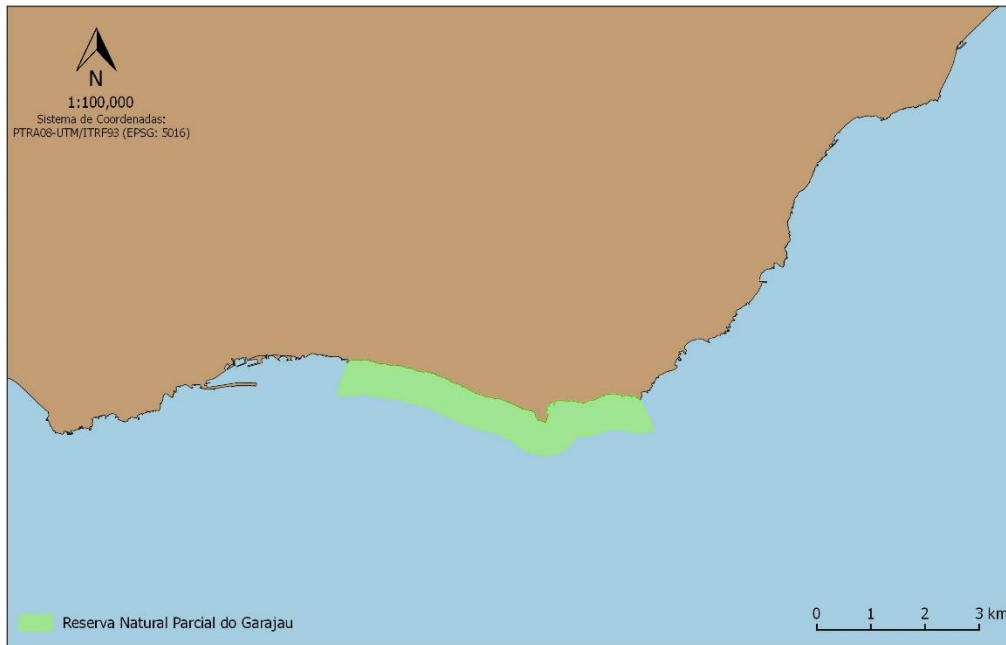 N
1:100,000
Sistema de Coordenadas:
PTRA08-UTM/ITRF93 (EPSG: 5016)
Reserva Natural Parcial do Garajau
0 1 2 3 km